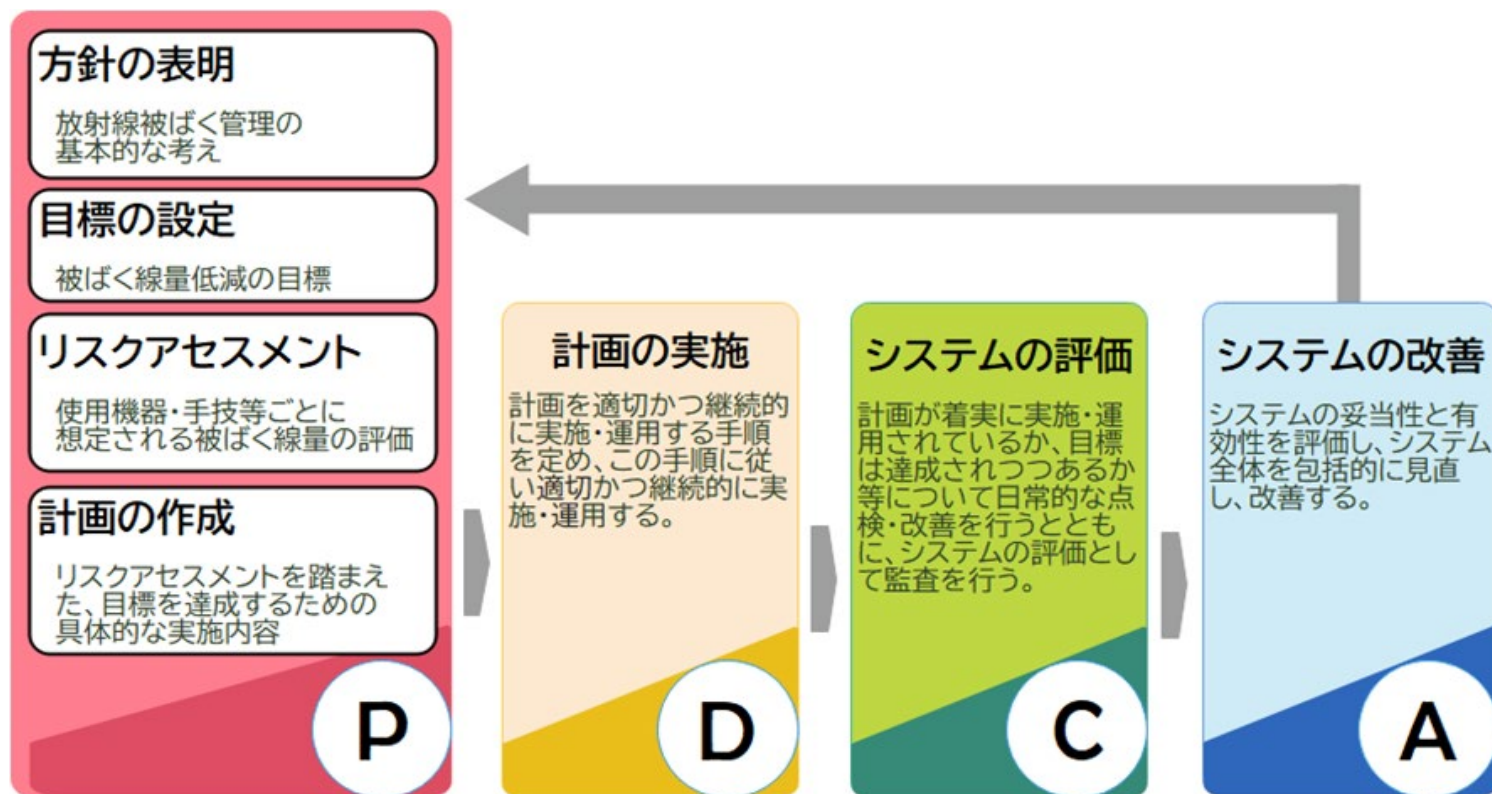 方針の表明
放射線被ばく管理の
基本的な考え
目標の設定
被ばく線量低減の目標
リスクアセスメント
使用機器・手技等ごとに
想定される被ばく線量の評価
計画の作成
リスクアセスメントを踏まえ
た、目標を達成するための
具体的な実施内容
P
計画の実施
計画を適切かつ継続的
に実施・運用する手順
を定め、この手順に従
い適切かつ継続的に実
施・運用する。
D
システムの評価
計画が着実に実施・運
用されているか、目標
は達成されつつあるか
等について日常的な点
検・改善を行うととも
に、システムの評価とし
て監査を行う。
C
システムの改善
システムの妥当性と有
効性を評価し、システム
全体を包括的に見直
し、改善する。
A